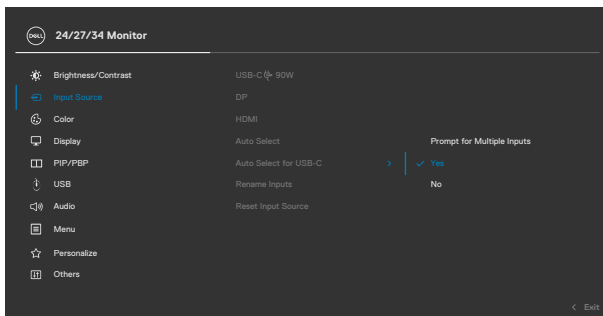 DELL
24/27/34 Monitor
Brightness/Contrast
Input Source
Color
Display
PIP/PBP
USB
Audio
Menu
Personalize
Others
USB-C 90W
DP
HDMI
Auto Select
Auto Select for USB-C
Rename Inputs
Reset Input Source
Prompt for Multiple Inputs
Yes
No
Exit